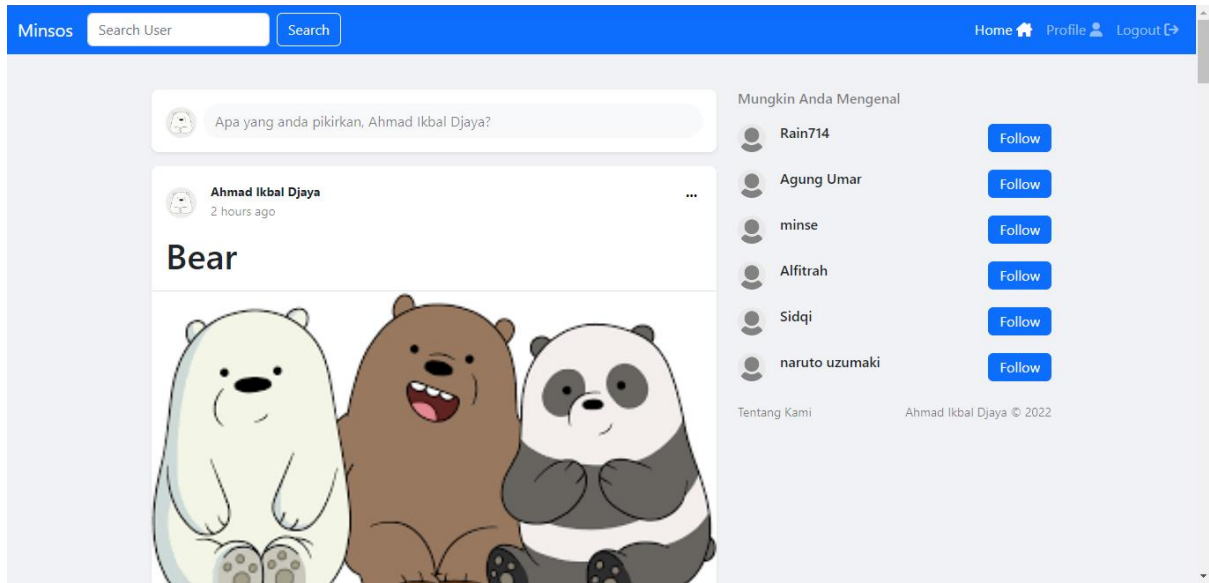 Minsos Search User Search Home Profile Logout
Apa yang anda pikirkan, Ahmad Ikbal Djaya?
Ahmad Ikbal Djaya ...
2 hours ago
Bear
Mungkin Anda Mengenal
Rain714 Follow
Agung Umar Follow
minse Follow
Alfitrah Follow
Sidqi Follow
naruto uzumaki Follow
Tentang Kami Ahmad Ikbal Djaya © 2022